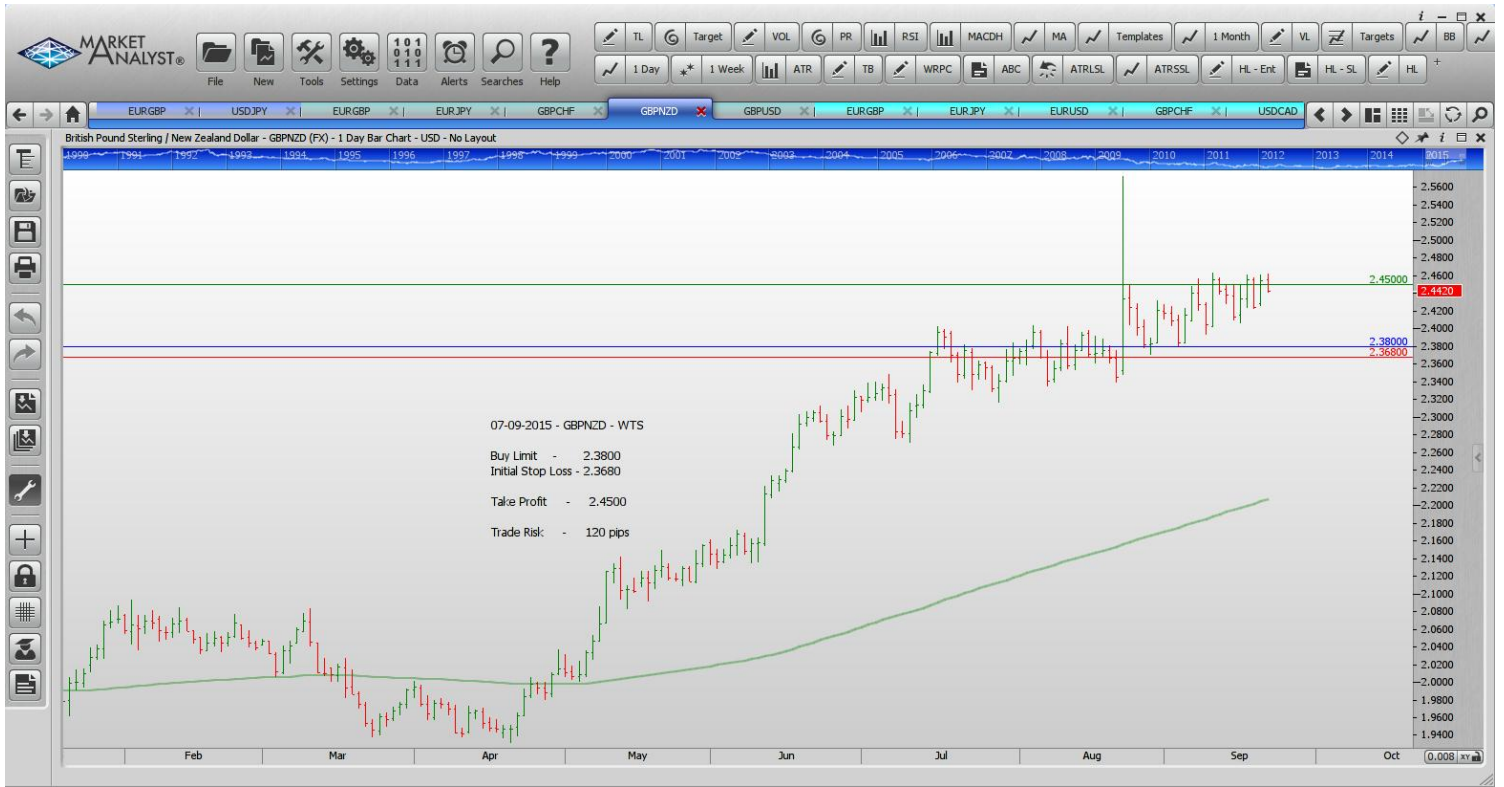 i
MARKET
ANALYST®
File New Tools Settings Data Alerts Searches Help
101
010
111
?
TL Target VOL PR RSI MACDH MA Templates 1 Month VL Targets BB
1 Day 1 Week ATR TB WRPC ABC ATRLSL ATRSSL HL - Ent HL - SL HL +
EURGBP USDJPY EURGBP EURJPY GBPCHF GBPNZD GBPUSD EURGBP EURJPY EURUSD GBPCHF USDCAD
British Pound Sterling / New Zealand Dollar - GBPNZD (FX) - 1 Day Bar Chart - USD - No Layout
1990 1991 1992 1993 1994 1995 1996 1997 1998 1999 2000 2001 2002 2003 2004 2005 2006 2007 2008 2009 2010 2011 2012 2013 2014 2015
2.5600
2.5400
2.5200
2.5000
2.4800
2.4600
2.45000
2.4420
2.4200
2.4000
2.38000
2.3800
2.36800
2.3600
2.3400
2.3200
2.3000
2.2800
2.2600
2.2400
2.2200
2.2000
2.1800
2.1600
2.1400
2.1200
2.1000
2.0800
2.0600
2.0400
2.0200
2.0000
1.9800
1.9600
1.9400
07-09-2015 - GBPNZD - WTS
Buy Limit - 2.3800
Initial Stop Loss - 2.3680
Take Profit - 2.4500
Trade Risk - 120 pips
Feb Mar Apr May Jun Jul Aug Sep Oct
0.008 XY